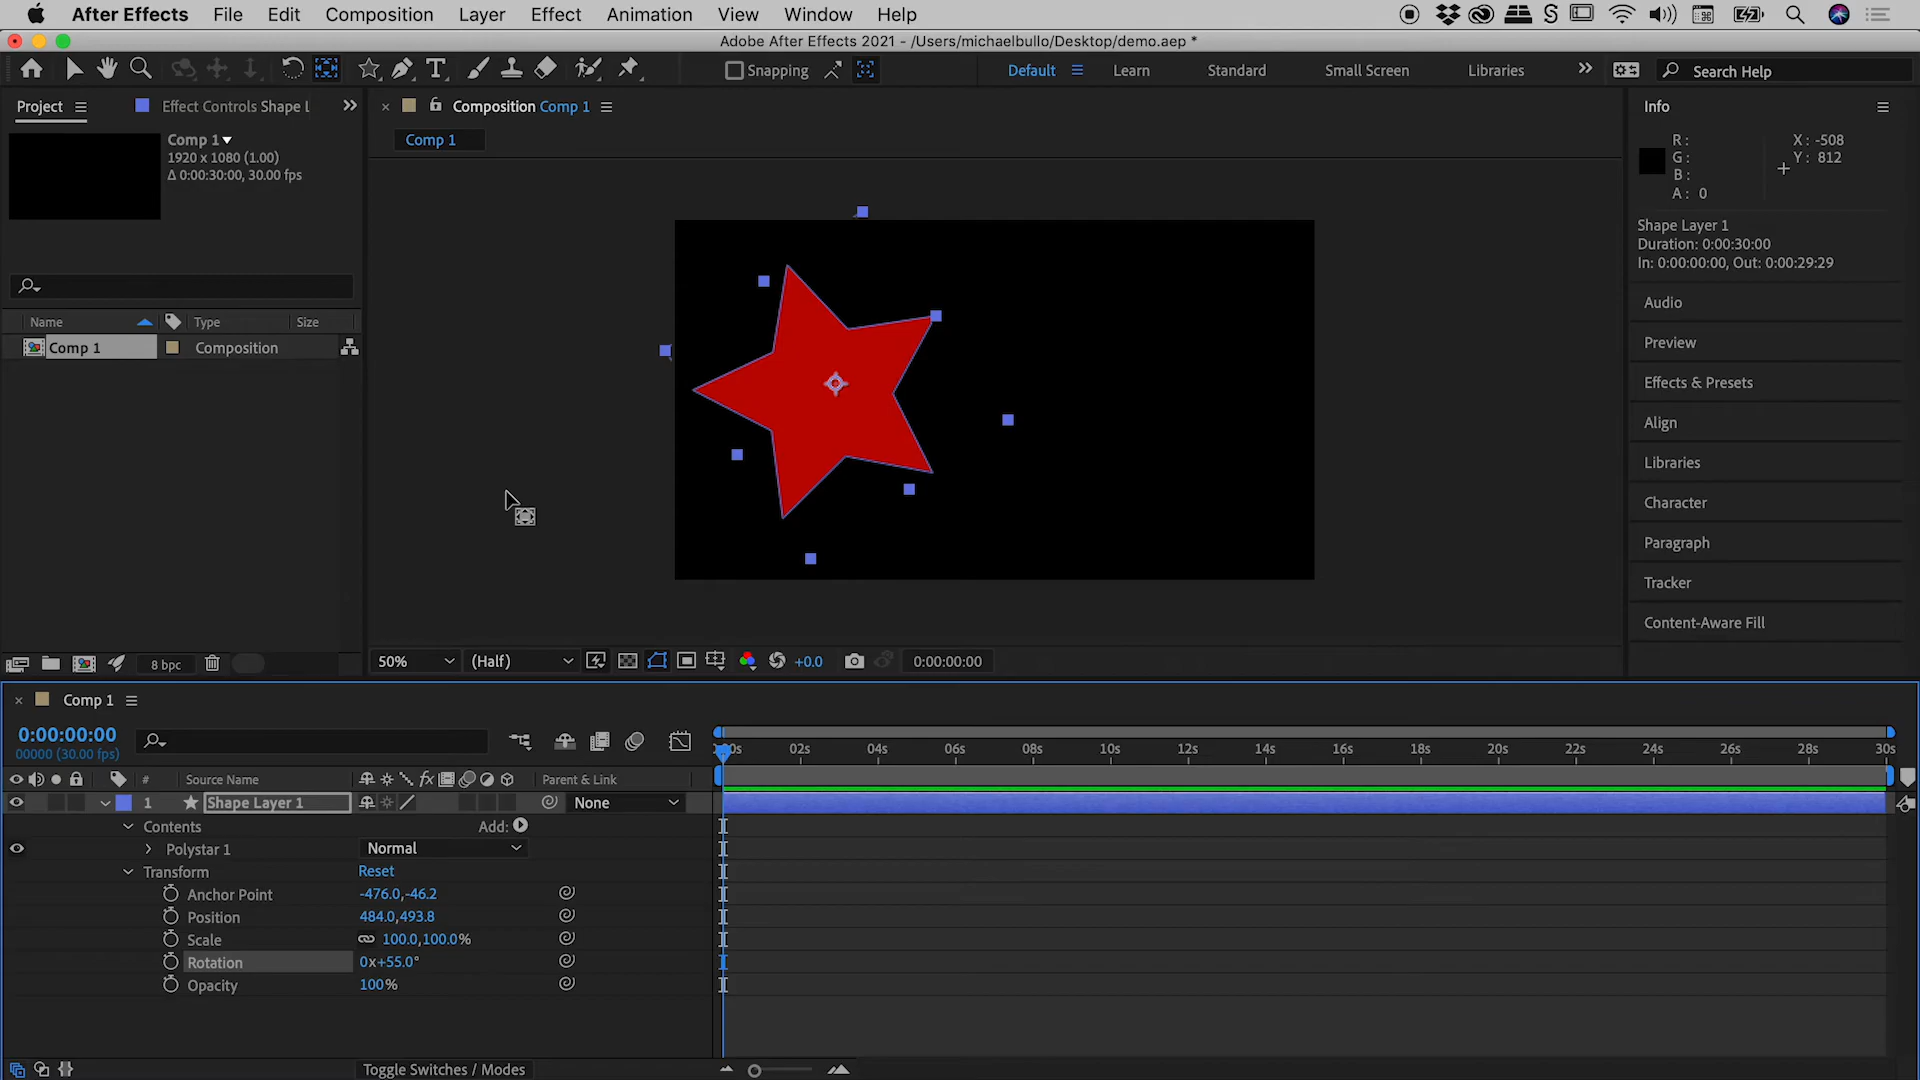 After Effects File Edit Composition Layer Effect Animation View Window Help
Adobe After Effects 2021 - /Users/michaelbullo/Desktop/demo.aep *
Snapping Default Learn Standard Small Screen Libraries Search Help
Project Effect Controls Shape L
Composition Comp 1
Info
Comp 1
1920 x 1080 (1.00)
Δ 0:00:30:00, 30.00 fps
Comp 1
R :
G :
B :
A : 0
X : -508
Y : 812
Shape Layer 1
Duration: 0:00:30:00
In: 0:00:00:00, Out: 0:00:29:29
Audio
Preview
Effects & Presets
Align
Libraries
Character
Paragraph
Tracker
Content-Aware Fill
Name Type Size
Comp 1 Composition
8 bpc
50% (Half) +0.0 0:00:00:00
Comp 1
0:00:00:00
00000 (30.00 fps)
00s 02s 04s 06s 08s 10s 12s 14s 16s 18s 20s 22s 24s 26s 28s 30s
# Source Name fx Parent & Link
1 Shape Layer 1 None
Contents Add:
Polystar 1 Normal
Transform Reset
Anchor Point -476.0,-46.2
Position 484.0,493.8
Scale 100.0,100.0%
Rotation 0x+55.0°
Opacity 100%
Toggle Switches / Modes